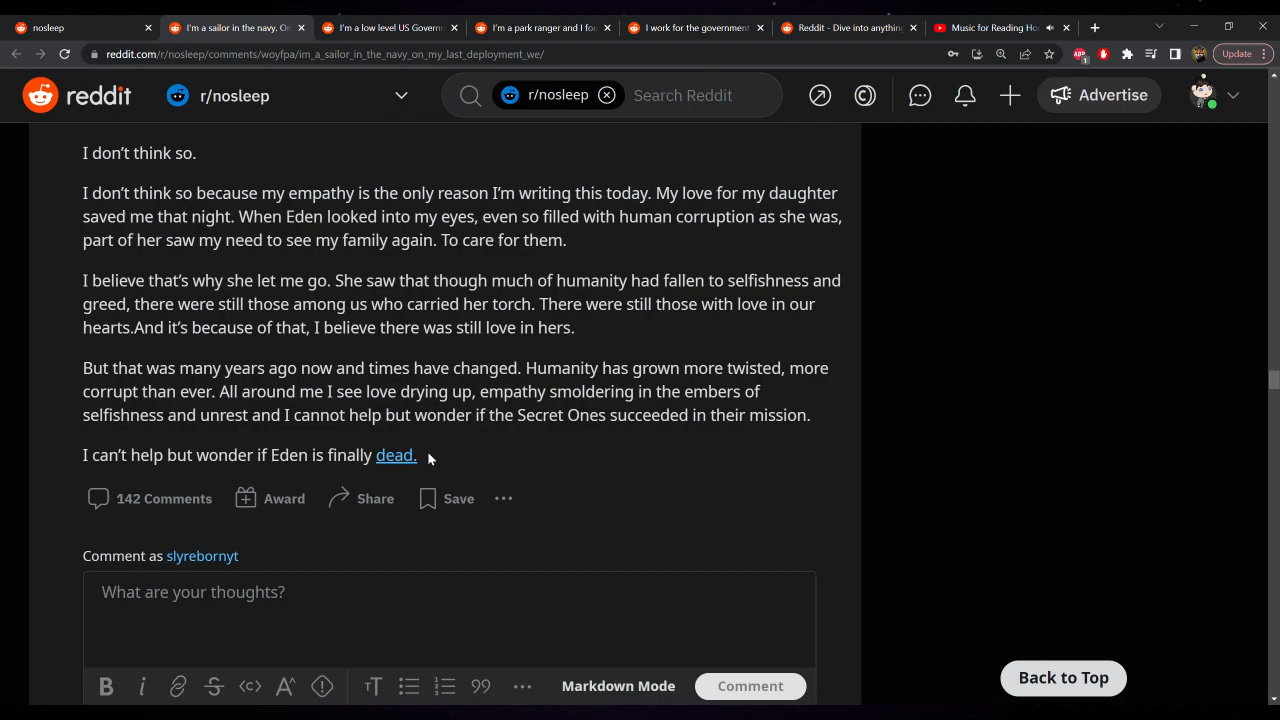 nosleep
I'm a sailor in the navy. On
I'm a low level US Governn
I'm a park ranger and I fou
I work for the government
Reddit - Dive into anything
Music for Reading Ho
reddit.com/r/nosleep/comments/woyfpa/im_a_sailor_in_the_navy_on_my_last_deployment_we/
1
Update
reddit
r/nosleep
r/nosleep
Search Reddit
Advertise
I don't think so.
I don't think so because my empathy is the only reason I'm writing this today. My love for my daughter
saved me that night. When Eden looked into my eyes, even so filled with human corruption as she was,
part of her saw my need to see my family again. To care for them.
I believe that's why she let me go. She saw that though much of humanity had fallen to selfishness and
greed, there were still those among us who carried her torch. There were still those with love in our
hearts.And it's because of that, I believe there was still love in hers.
But that was many years ago now and times have changed. Humanity has grown more twisted, more
corrupt than ever. All around me I see love drying up, empathy smoldering in the embers of
selfishness and unrest and I cannot help but wonder if the Secret Ones succeeded in their mission.
I can't help but wonder if Eden is finally dead.
142 Comments
Award
Share
Save
Comment as slyrebornyt
What are your thoughts?
Markdown Mode
Comment
Back to Top